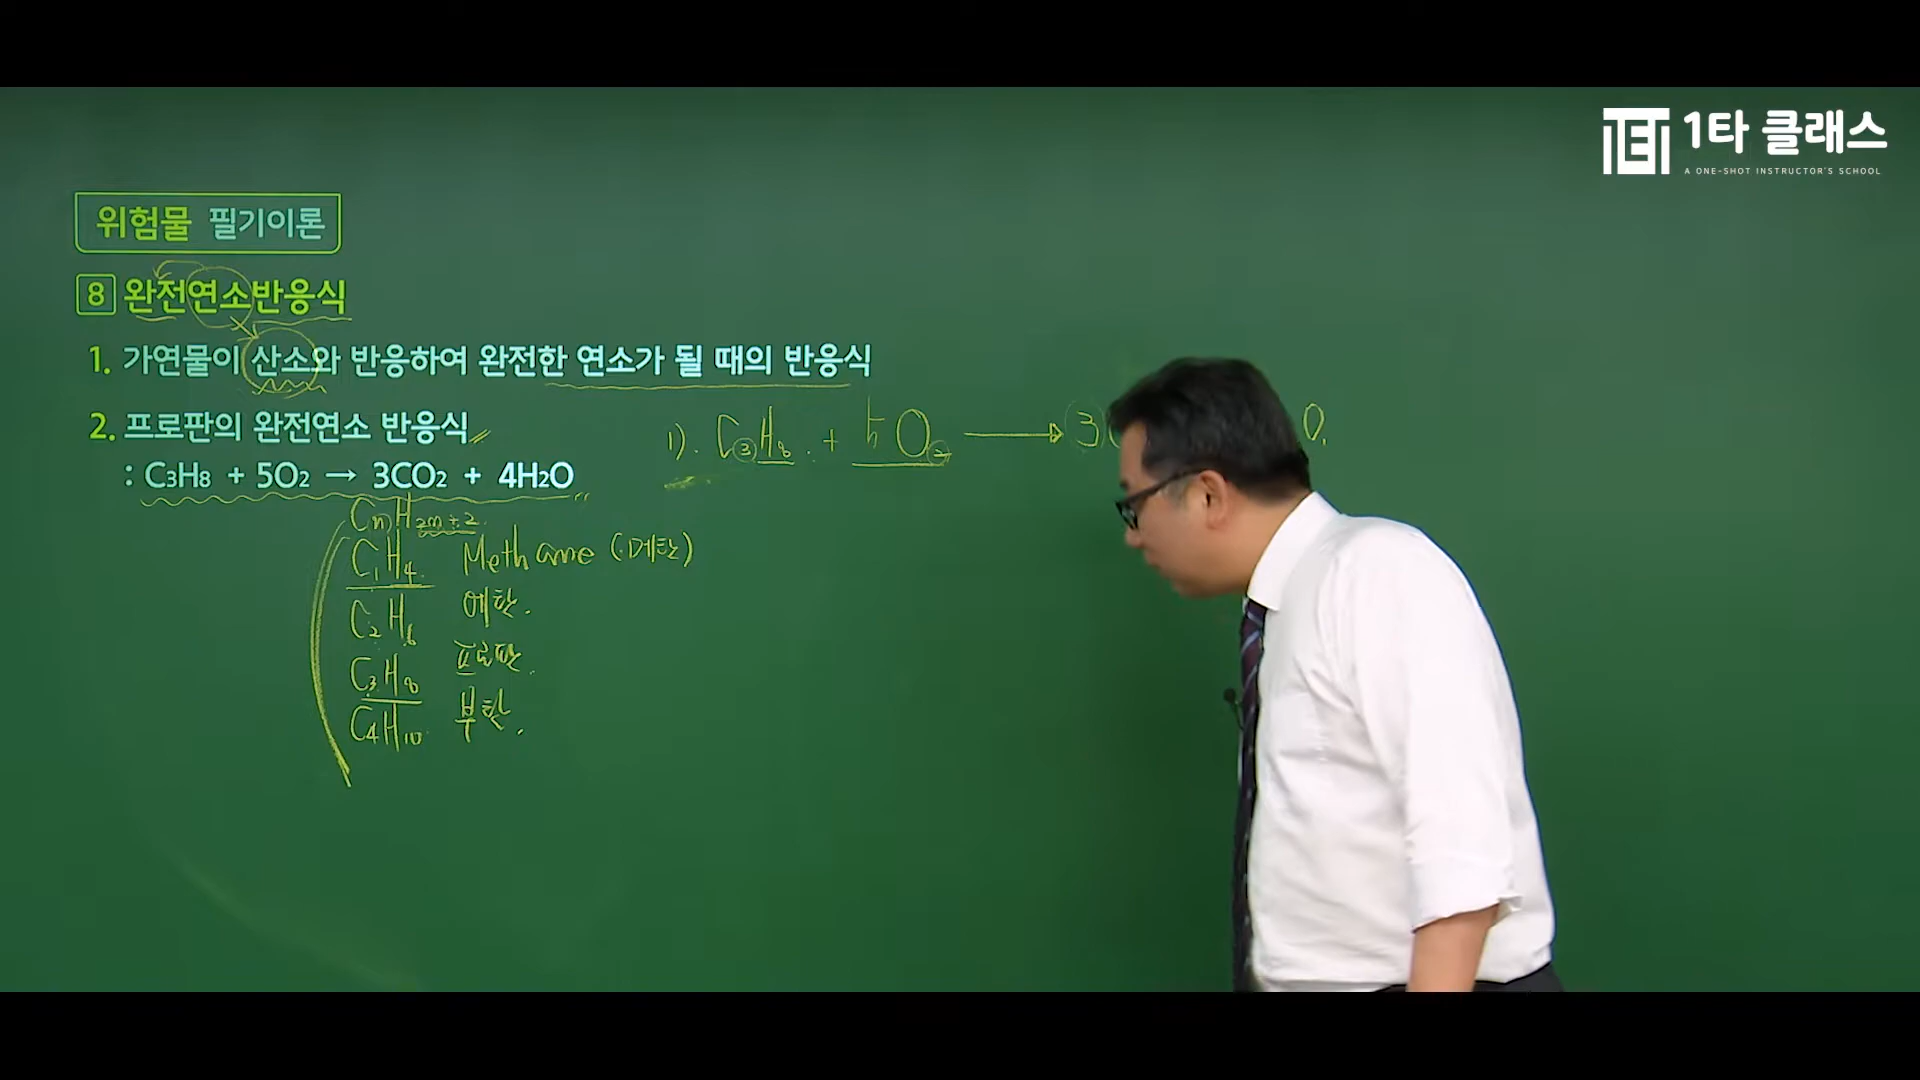 1타 클래스
A ONE-SHOT INSTRUCTOR'S SCHOOL
위험물 필기이론
8 완전연소반응식
1. 가연물이 산소와 반응하여 완전한 연소가 될 때의 반응식
2. 프로판의 완전연소 반응식
: C3H8 + 5O2 → 3CO2 + 4H2O
1). C3H8 + 5O2 → 3
CnH2n+2
C1H4 Methane (메탄)
C2H6 에탄.
C3H8 프로판.
C4H10 부탄.